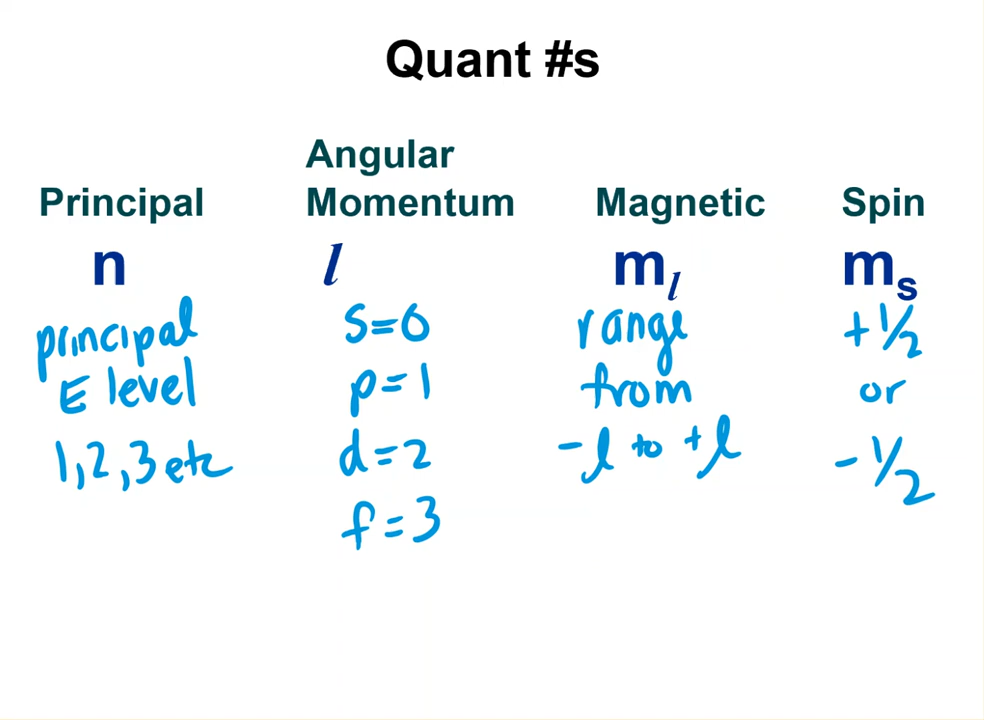 Quant #s
Angular
Principal Momentum Magnetic Spin
n l ml ms
principal s=0 range +1/2
E level p=1 from or
1,2,3 etc d=2 -l to +l -1/2
f=3